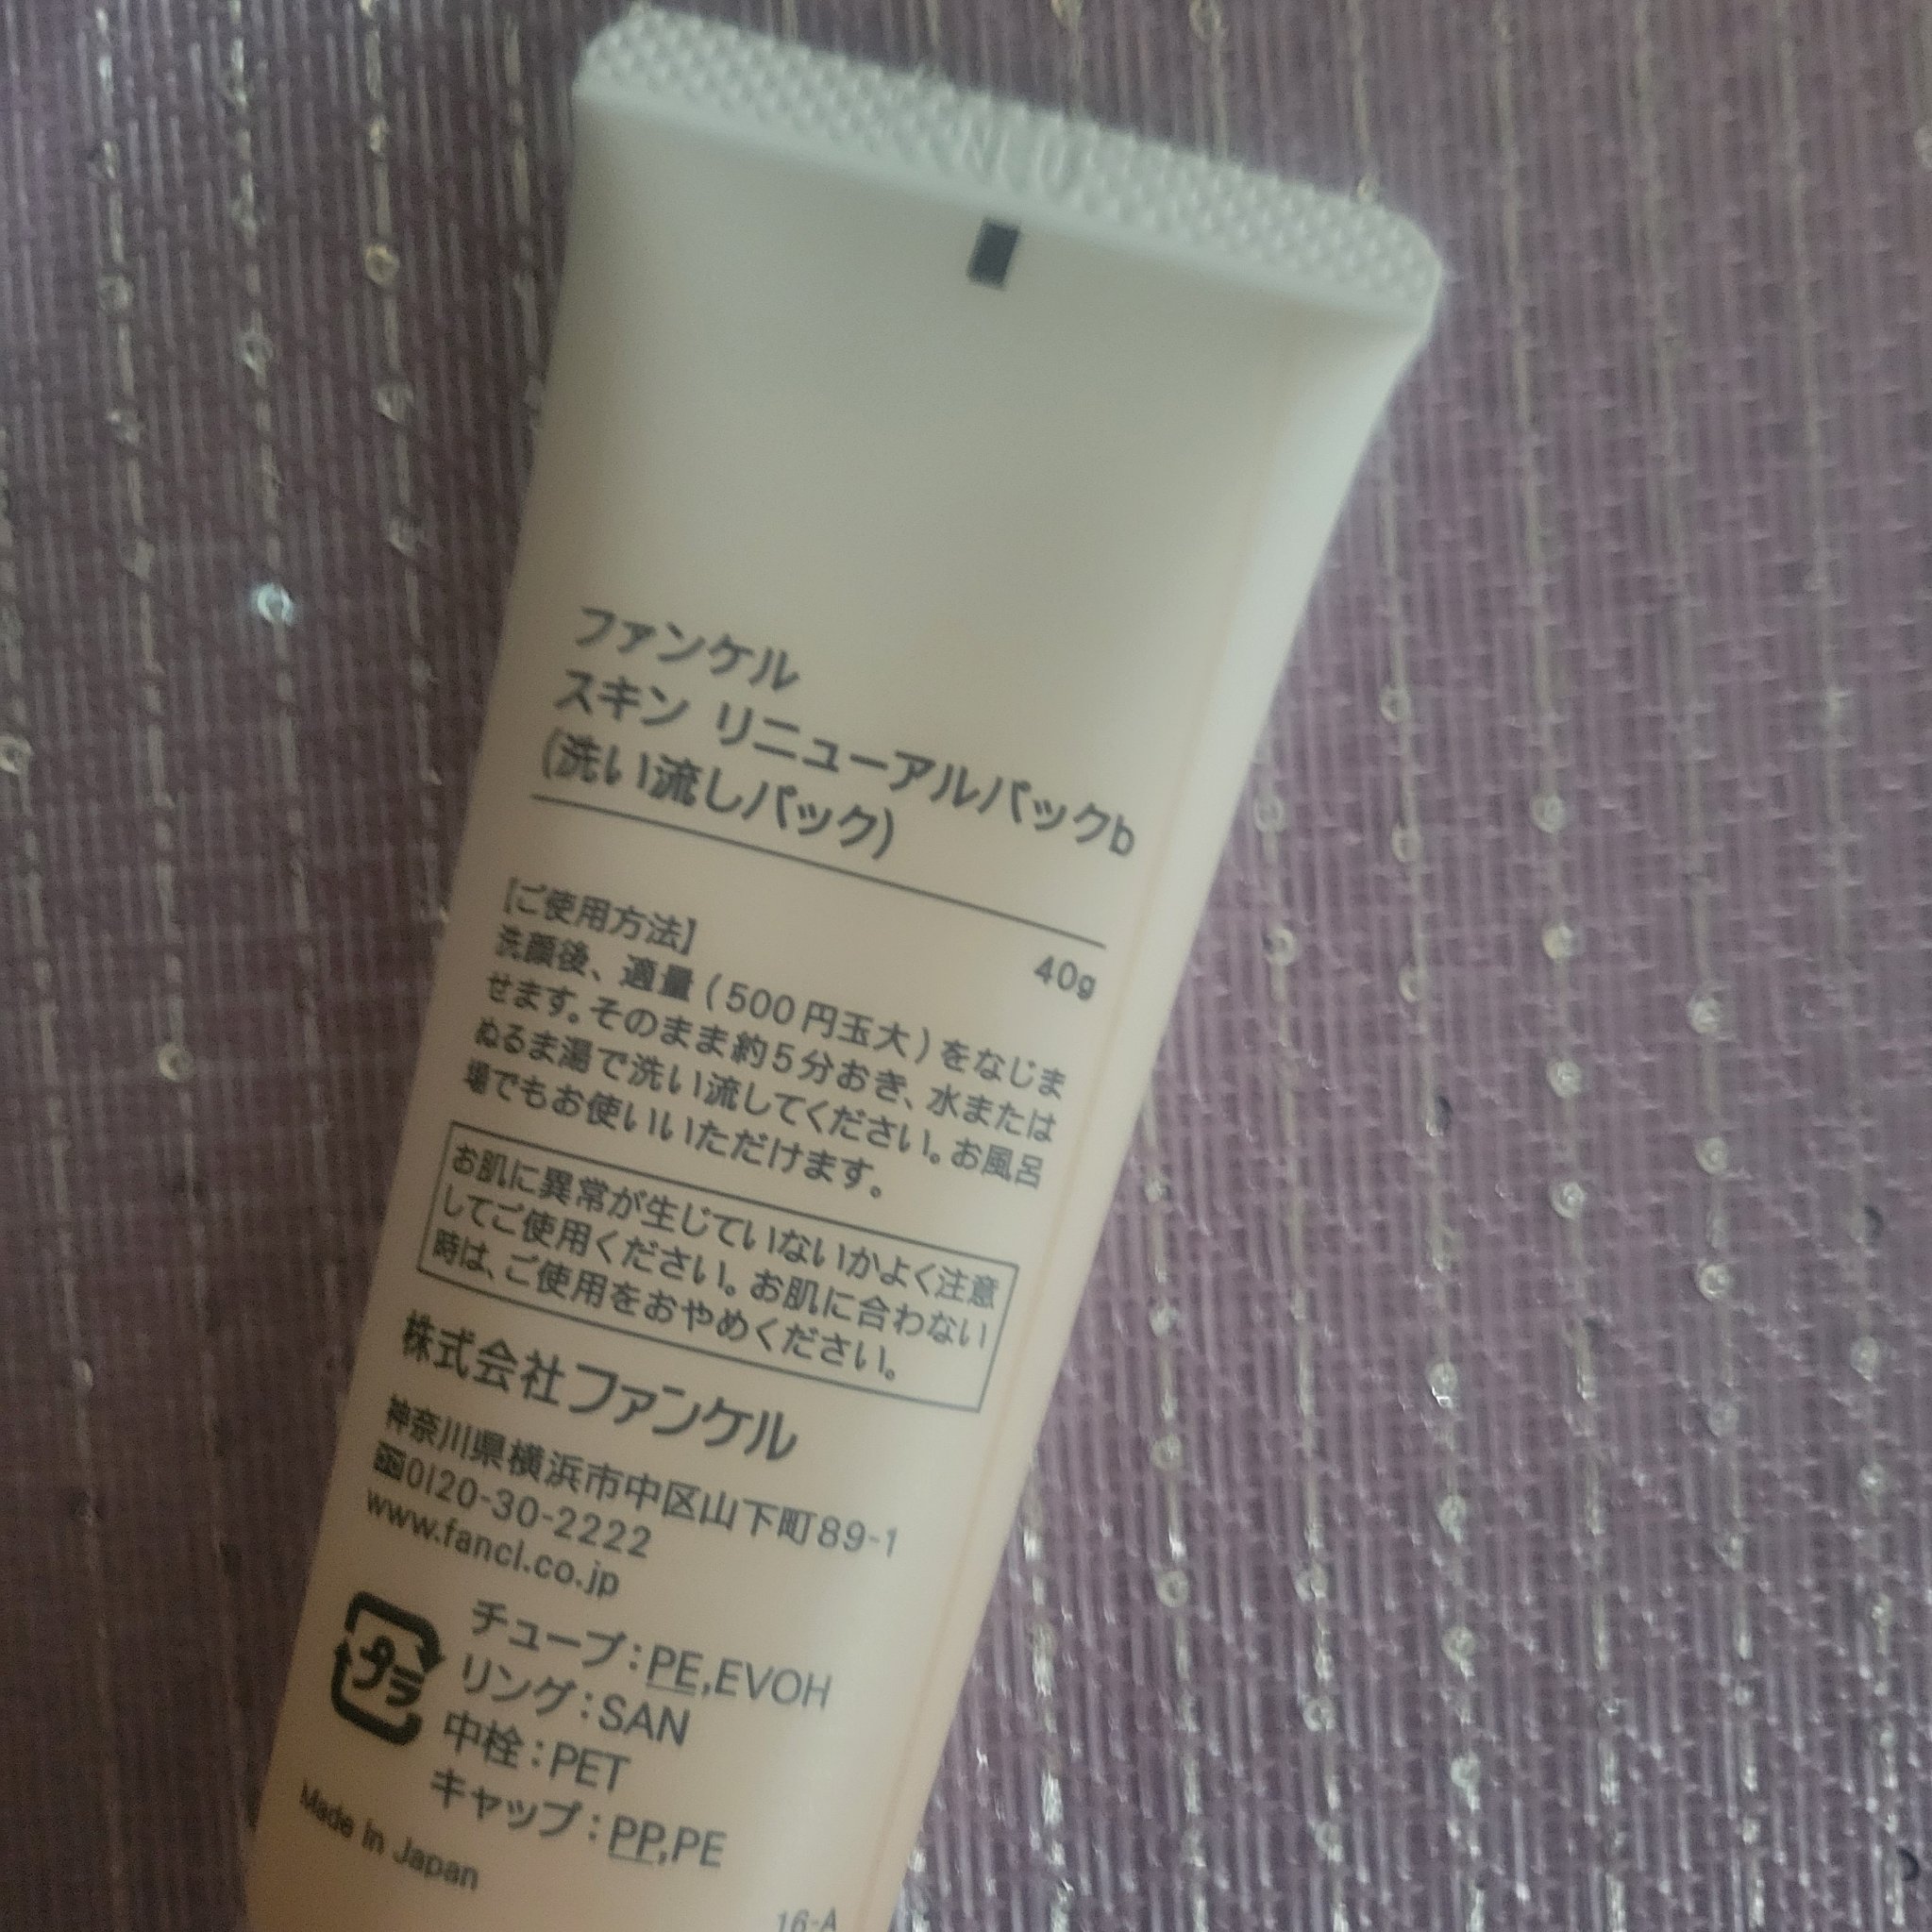 ファンケル
スキン リニューアルパックb
(洗い流しパック)
40g
【ご使用方法】
洗顔後、適量(500円玉大)をなじま
せます。そのまま約5分おき、水または
ぬるま湯で洗い流してください。お風呂
場でもお使いいただけます。
お肌に異常が生じていないかよく注意
してご使用ください。お肌に合わない
時は、ご使用をおやめください。
株式会社ファンケル
神奈川県横浜市中区山下町89-1
0120-30-2222
www.fancl.co.jp
プラ
チューブ:PE,EVOH
リング:SAN
中栓:PET
キャップ:PP,PE
Made in Japan
16-A